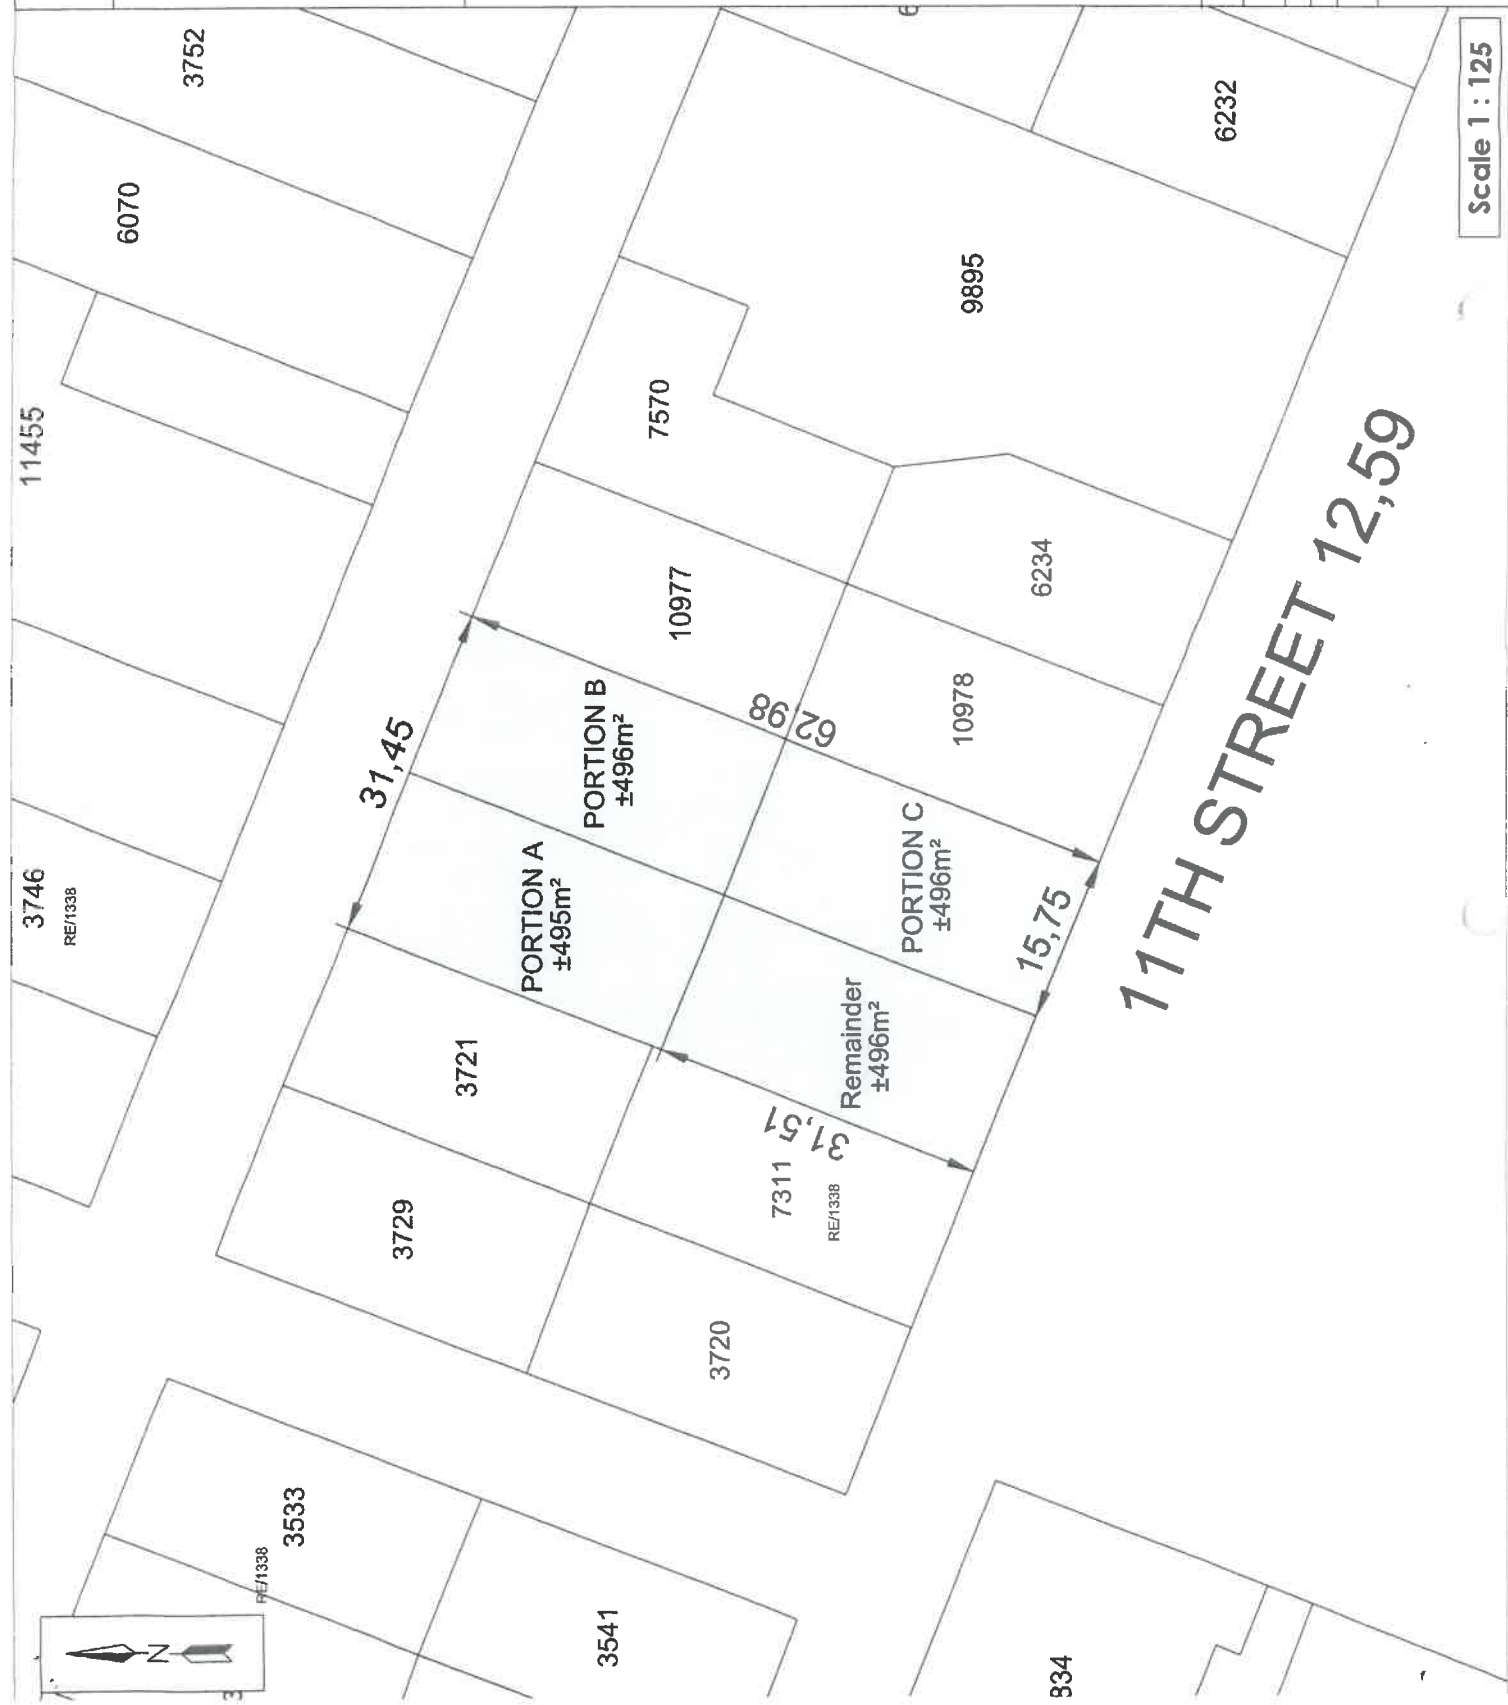 3752
6070
11455
3746
RE/1338
6232
9895
7570
10977
6234
10978
31,45
62,98
PORTION B
±496m²
PORTION A
±495m²
PORTION C
±496m²
Remainder
±496m²
15,75
31,51
3721
3729
7311
RE/1338
3720
11TH STREET 12,59
3533
RE/1338
3541
834
N
Scale 1 : 125